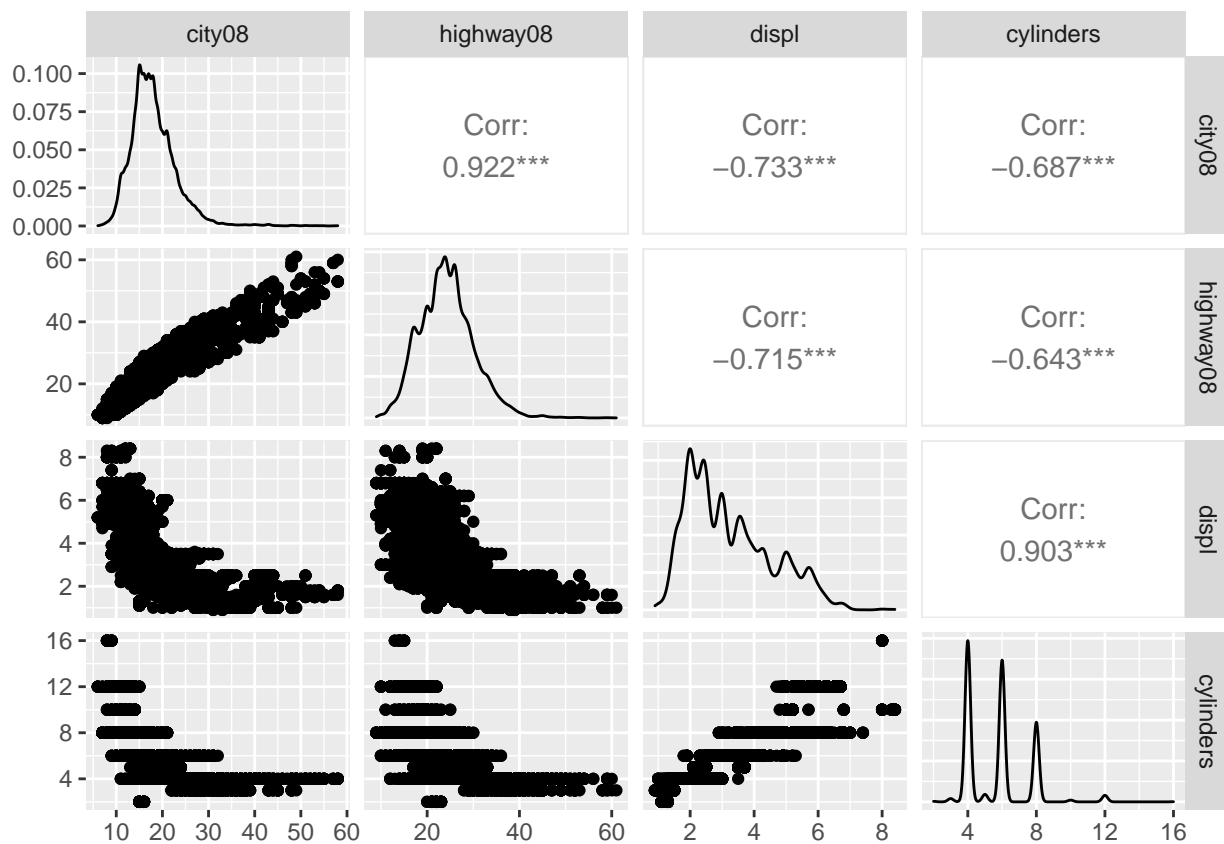 city08 highway08 displ cylinders
0.100
0.075
0.050
0.025
0.000
Corr:
0.922***
Corr:
−0.733***
Corr:
−0.687***
city08
60
40
20
Corr:
−0.715***
Corr:
−0.643***
highway08
8
6
4
2
Corr:
0.903***
displ
16
12
8
4
cylinders
10 20 30 40 50 60 20 40 60 2 4 6 8 4 8 12 16